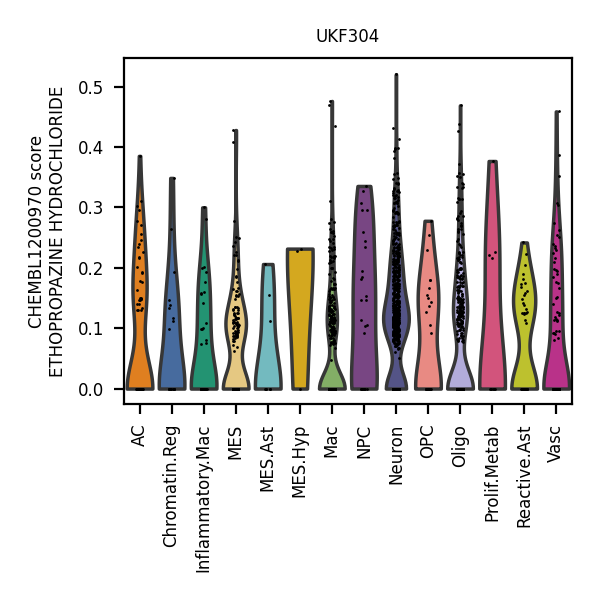 UKF304
CHEMBL1200970 score
ETHOPROPAZINE HYDROCHLORIDE
0.5
0.4
0.3
0.2
0.1
0.0
AC
Chromatin.Reg
Inflammatory.Mac
MES
MES.Ast
MES.Hyp
Mac
NPC
Neuron
OPC
Oligo
Prolif.Metab
Reactive.Ast
Vasc